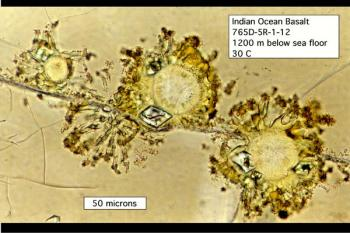 Indian Ocean Basalt
765D-5R-1-12
1200 m below sea floor
30 C
50 microns